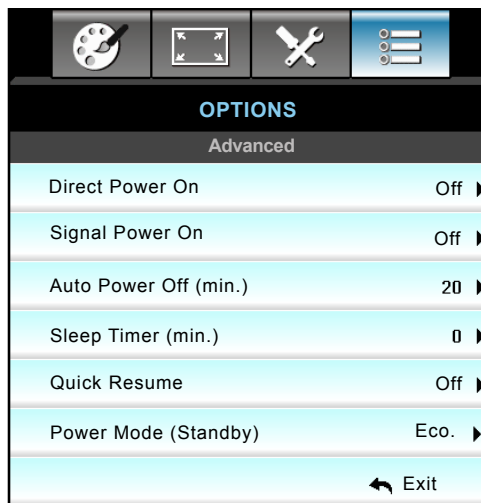 OPTIONS
Advanced
Direct Power On Off
Signal Power On Off
Auto Power Off (min.) 20
Sleep Timer (min.) 0
Quick Resume Off
Power Mode (Standby) Eco.
Exit